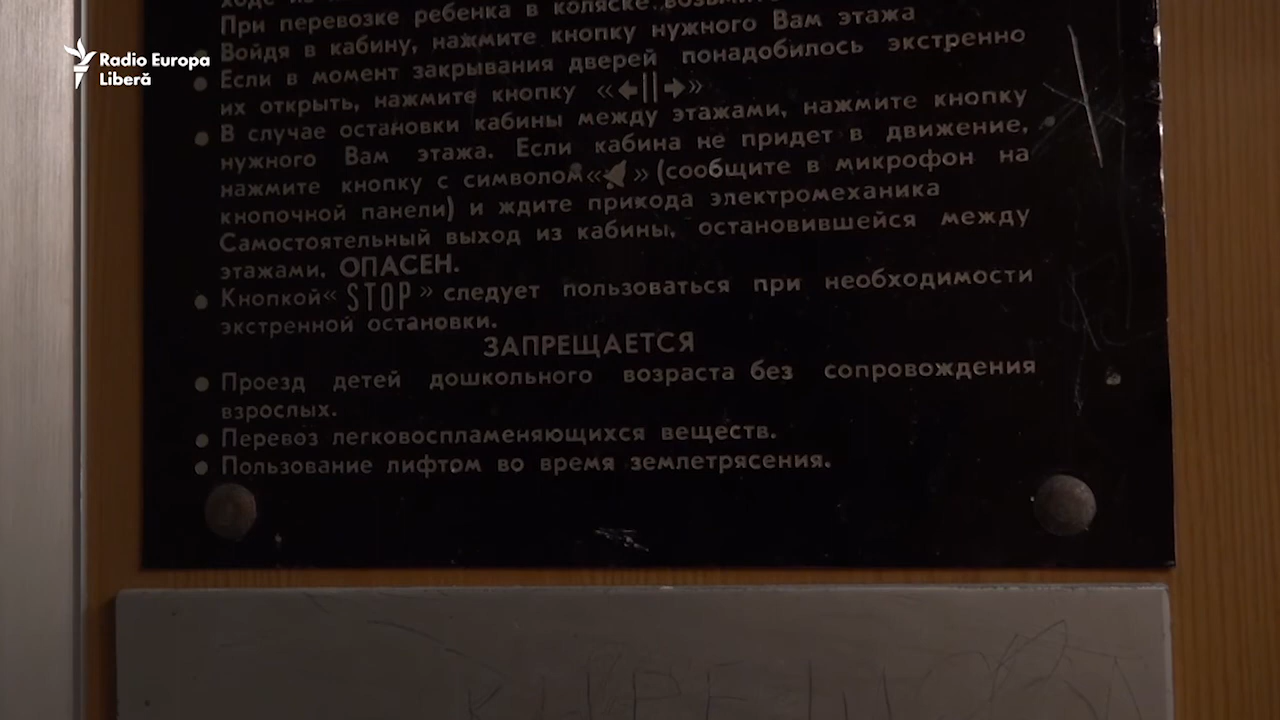 Radio Europa
Liberă
При перевозке ребенка в коляске
Войдя в кабину, нажмите кнопку нужного Вам этажа
Если в момент закрывания дверей понадобилось экстренно
их открыть, нажмите кнопку «←||→»
В случае остановки кабины между этажами, нажмите кнопку
нужного Вам этажа. Если кабина не придет в движение,
нажмите кнопку с символом« » (сообщите в микрофон на
кнопочной панели) и ждите прикода электромеханика
Самостоятельный выход из кабины, остановившейся между
этажами, ОПАСЕН.
Кнопкой« STOP » следует пользоваться при необходимости
экстренной остановки.
ЗАПРЕЩАЕТСЯ
Проезд детей дошкольного возраста без сопровождения
взрослых.
Перевоз легковоспламеняющихся веществ.
Пользование лифтом во время землетрясения.